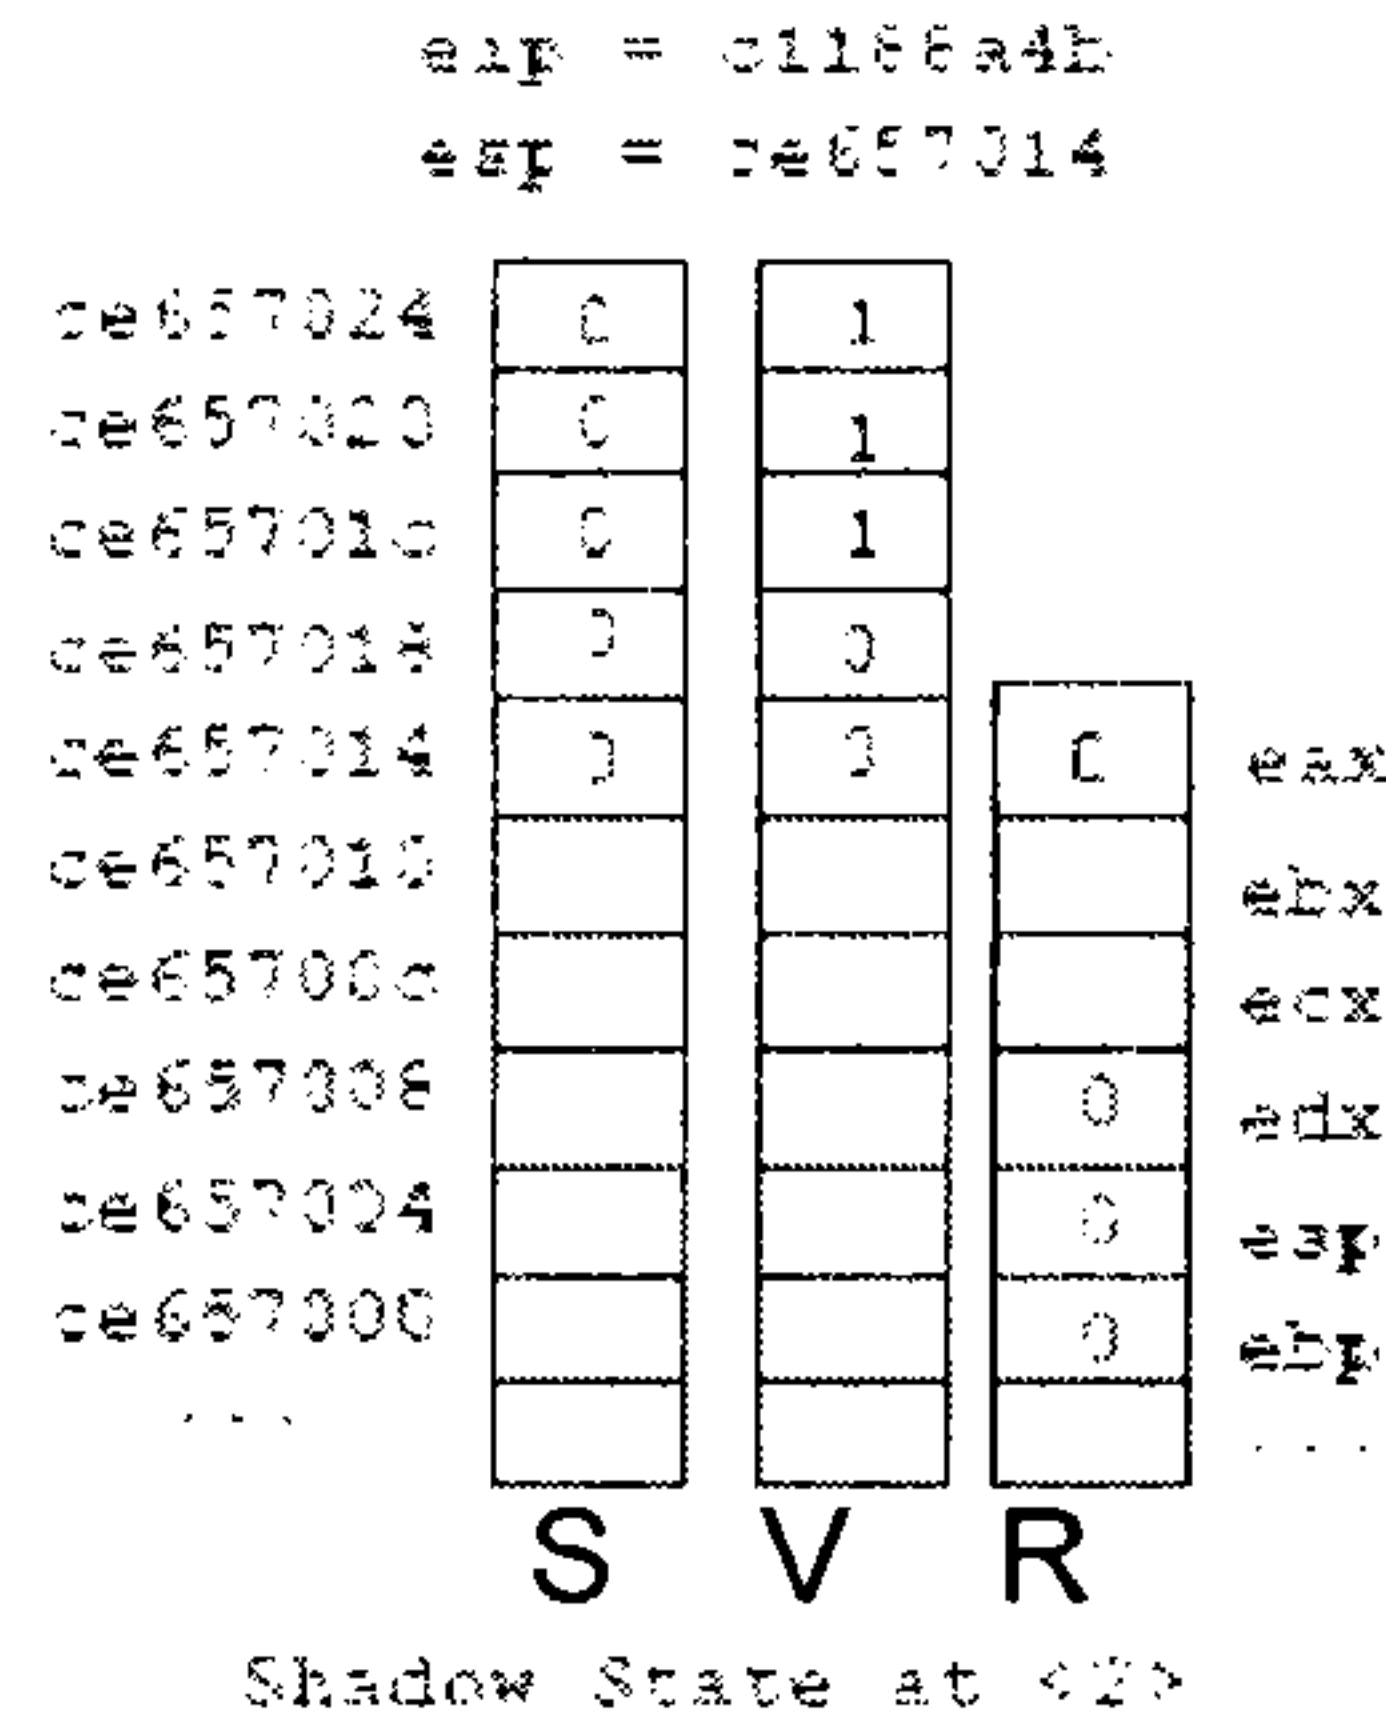 eip = c1166a4b
esp = ce657014
ce657024 0 1
ce657020 0 1
ce65701c 0 1
ce657018 0 0
ce657014 0 0 0 eax
ce657010 ebx
ce65700c ecx
ce657008 0 edx
0 esp
ce657000 0 ebp
...
...
S V R
Shadow State at <2>